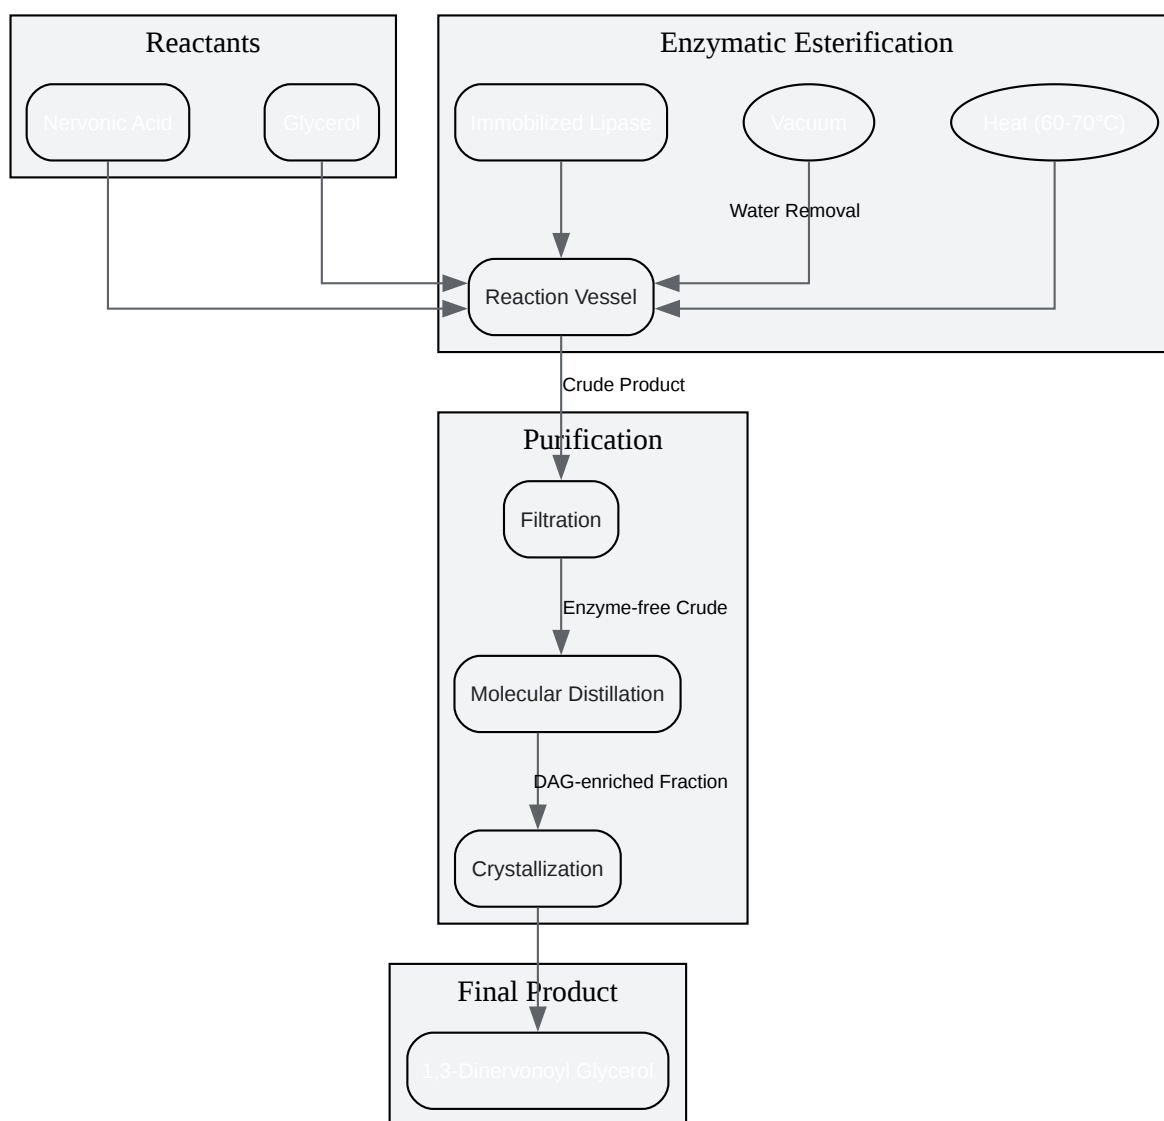 Reactants
Enzymatic Esterification
Nervonic Acid
Glycerol
Immobilized Lipase
Vacuum
Heat (60-70°C)
Water Removal
Reaction Vessel
Crude Product
Purification
Filtration
Enzyme-free Crude
Molecular Distillation
DAG-enriched Fraction
Crystallization
Final Product
1,3-Dinervonoyl Glycerol